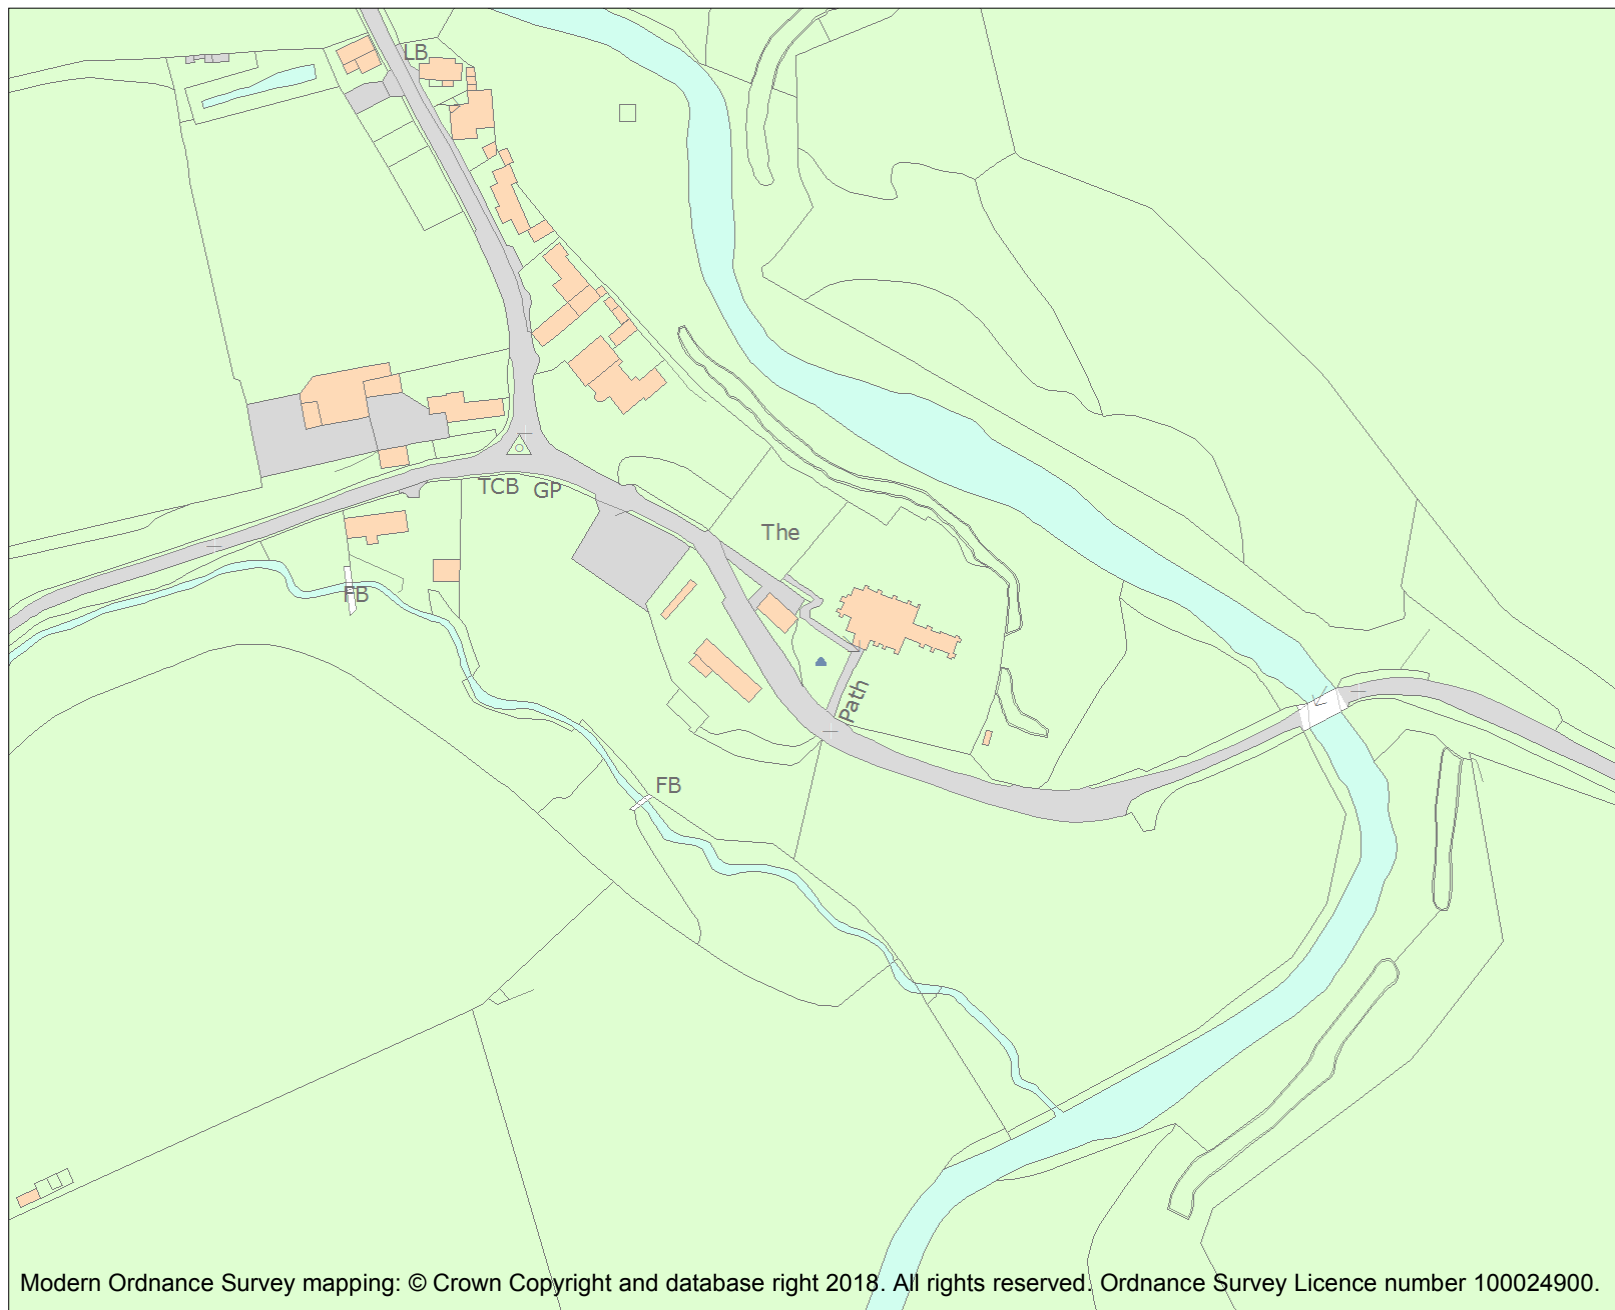 LB
TCB
GP
The
FB
Path
FB
Modern Ordnance Survey mapping: © Crown Copyright and database right 2018. All rights reserved. Ordnance Survey Licence number 100024900.